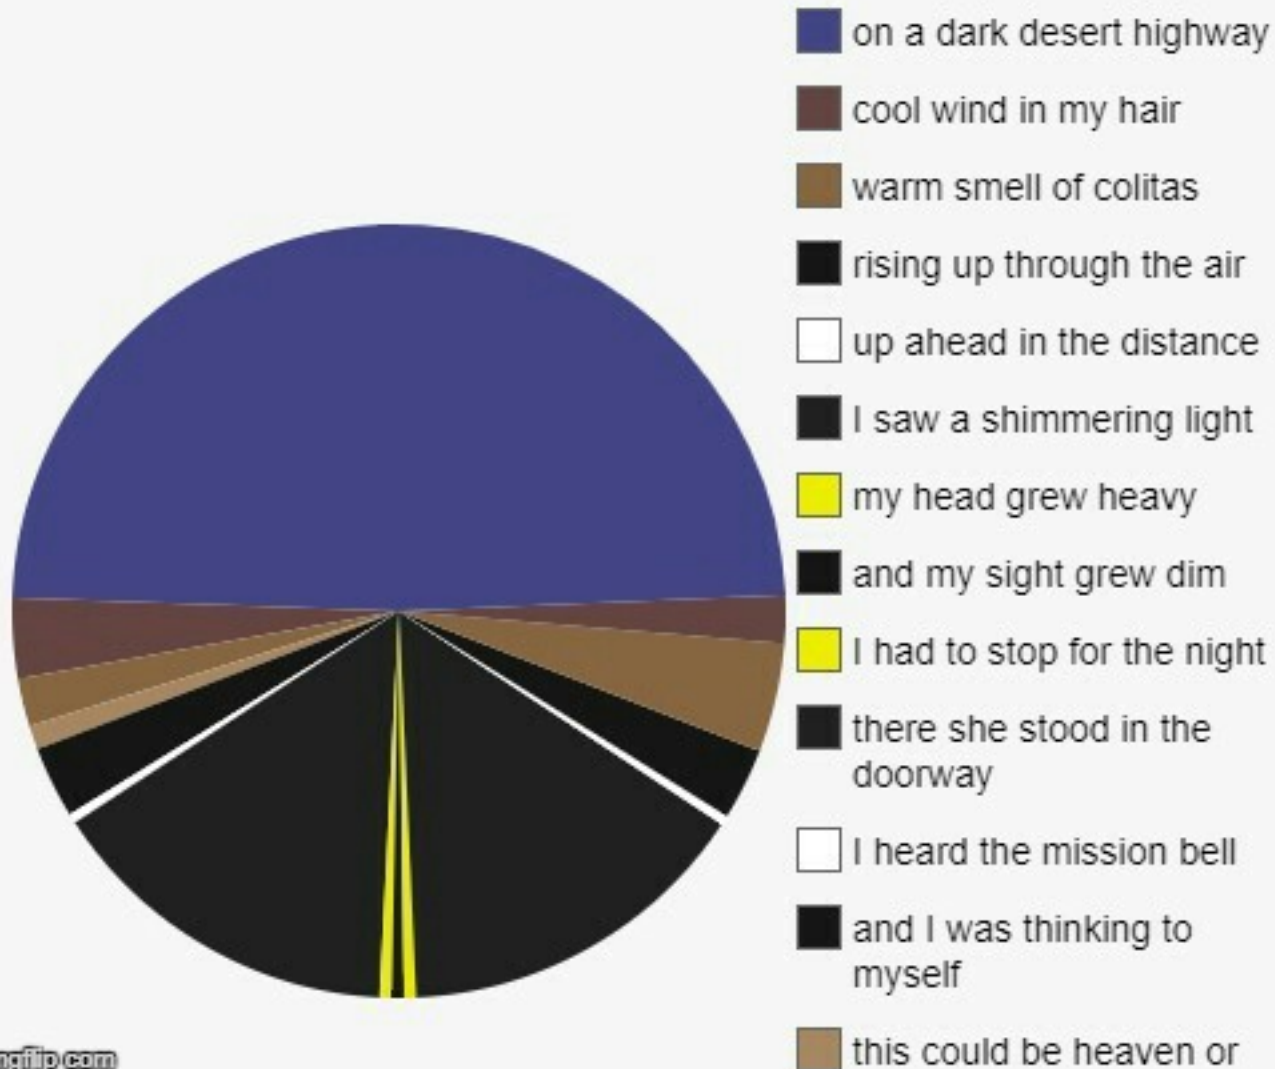 on a dark desert highway
cool wind in my hair
warm smell of colitas
rising up through the air
up ahead in the distance
I saw a shimmering light
my head grew heavy
and my sight grew dim
I had to stop for the night
there she stood in the
doorway
I heard the mission bell
and I was thinking to
myself
this could be heaven or
ngflip.com